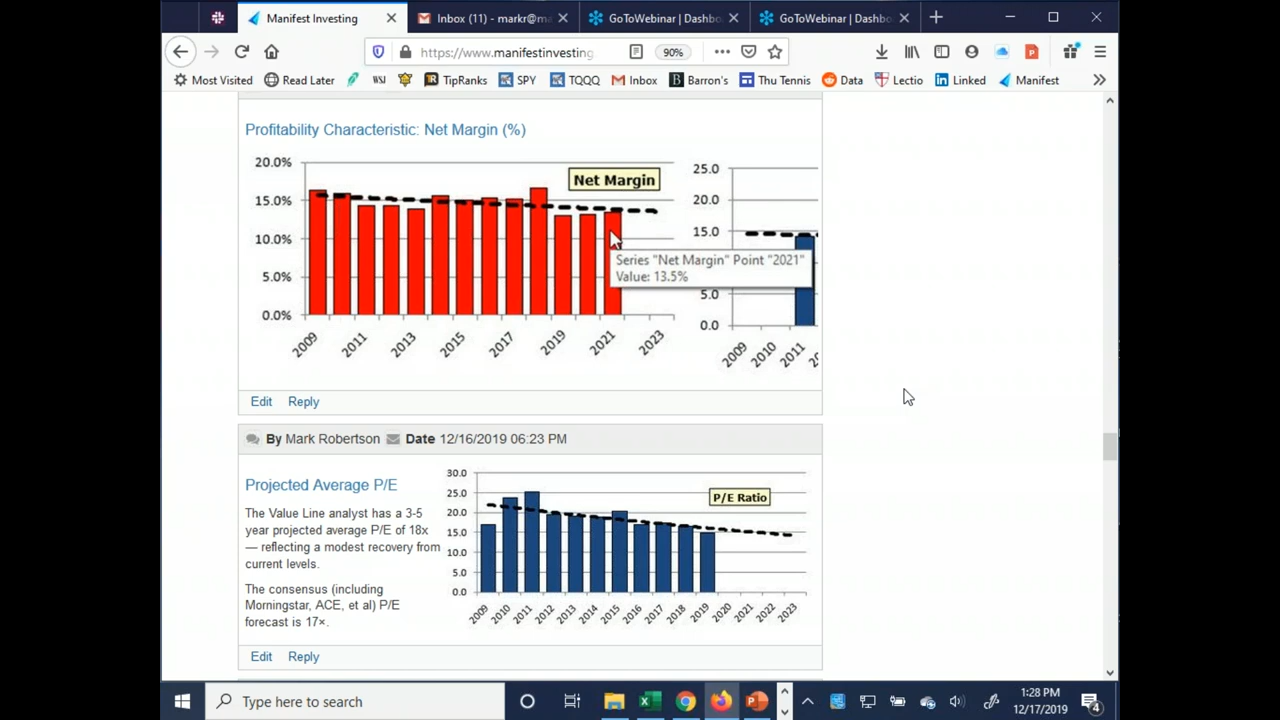 Manifest Investing
Inbox (11) - markr@m
GoToWebinar | Dashbo
GoToWebinar | Dashbo
https://www.manifestinvesting
90%
Most Visited
Read Later
WSJ
TipRanks
SPY
TQQQ
Inbox
Barron's
Thu Tennis
Data
Lectio
Linked
Manifest
Profitability Characteristic: Net Margin (%)
20.0%
15.0%
10.0%
5.0%
0.0%
Net Margin
2009
2011
2013
2015
2017
2019
2021
2023
Series "Net Margin" Point "2021"
Value: 13.5%
25.0
20.0
15.0
5.0
0.0
2009
2010
2011
Edit Reply
By Mark Robertson Date 12/16/2019 06:23 PM
Projected Average P/E
The Value Line analyst has a 3-5
year projected average P/E of 18x
— reflecting a modest recovery from
current levels.
The consensus (including
Morningstar, ACE, et al) P/E
forecast is 17×.
30.0
25.0
20.0
15.0
10.0
5.0
0.0
P/E Ratio
2009
2010
2011
2012
2013
2014
2015
2016
2017
2018
2019
2020
2021
2022
2023
Edit Reply
Type here to search
1:28 PM
12/17/2019
4